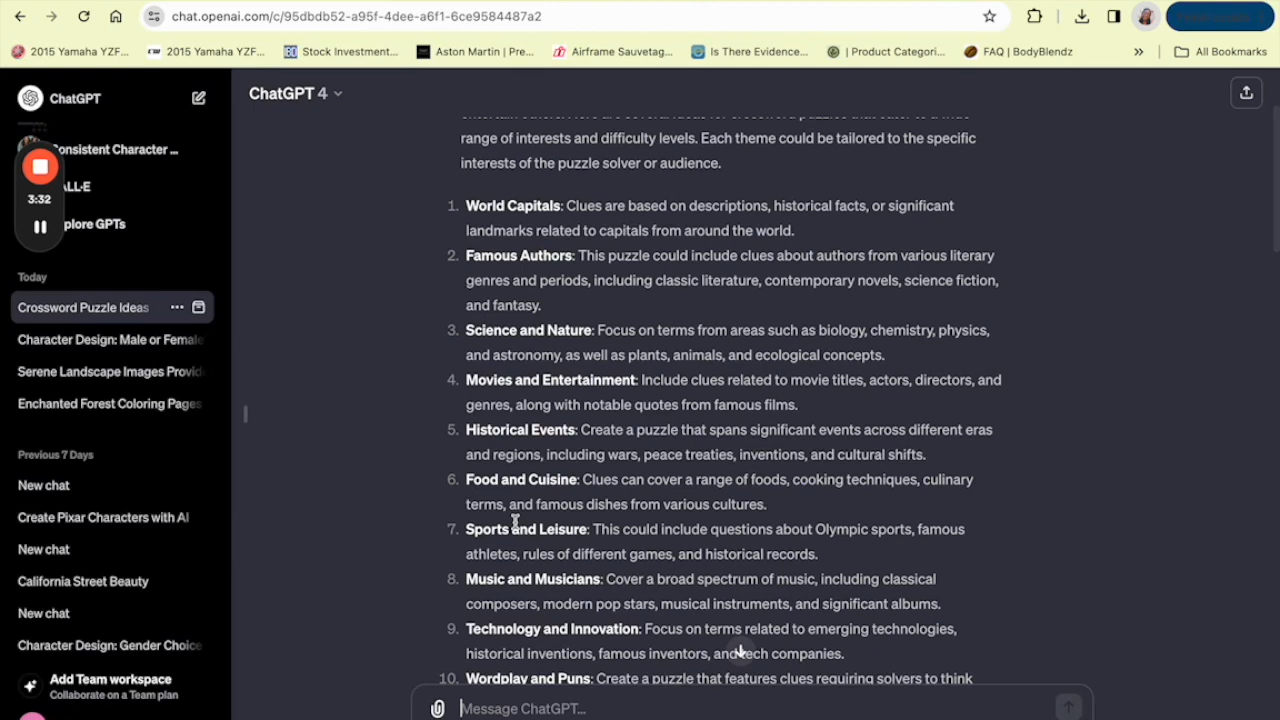 chat.openai.com/c/95dbdb52-a95f-4dee-a6f1-6ce9584487a2
2015 Yamaha YZF...
2015 Yamaha YZF...
Stock Investment...
Aston Martin | Pre...
Airframe Sauvetag...
Is There Evidence...
| Product Categori...
FAQ | BodyBlendz
»
All Bookmarks
ChatGPT
Consistent Character ...
ALL·E
3:32
plore GPTs
Today
Crossword Puzzle Ideas
Character Design: Male or Female
Serene Landscape Images Provid
Enchanted Forest Coloring Pages
Previous 7 Days
New chat
Create Pixar Characters with AI
New chat
California Street Beauty
New chat
Character Design: Gender Choice
Add Team workspace
Collaborate on a Team plan
ChatGPT 4
range of interests and difficulty levels. Each theme could be tailored to the specific
interests of the puzzle solver or audience.
1. World Capitals: Clues are based on descriptions, historical facts, or significant
landmarks related to capitals from around the world.
2. Famous Authors: This puzzle could include clues about authors from various literary
genres and periods, including classic literature, contemporary novels, science fiction,
and fantasy.
3. Science and Nature: Focus on terms from areas such as biology, chemistry, physics,
and astronomy, as well as plants, animals, and ecological concepts.
4. Movies and Entertainment: Include clues related to movie titles, actors, directors, and
genres, along with notable quotes from famous films.
5. Historical Events: Create a puzzle that spans significant events across different eras
and regions, including wars, peace treaties, inventions, and cultural shifts.
6. Food and Cuisine: Clues can cover a range of foods, cooking techniques, culinary
terms, and famous dishes from various cultures.
7. Sports and Leisure: This could include questions about Olympic sports, famous
athletes, rules of different games, and historical records.
8. Music and Musicians: Cover a broad spectrum of music, including classical
composers, modern pop stars, musical instruments, and significant albums.
9. Technology and Innovation: Focus on terms related to emerging technologies,
historical inventions, famous inventors, and tech companies.
10. Wordplay and Puns: Create a puzzle that features clues requiring solvers to think
Message ChatGPT...